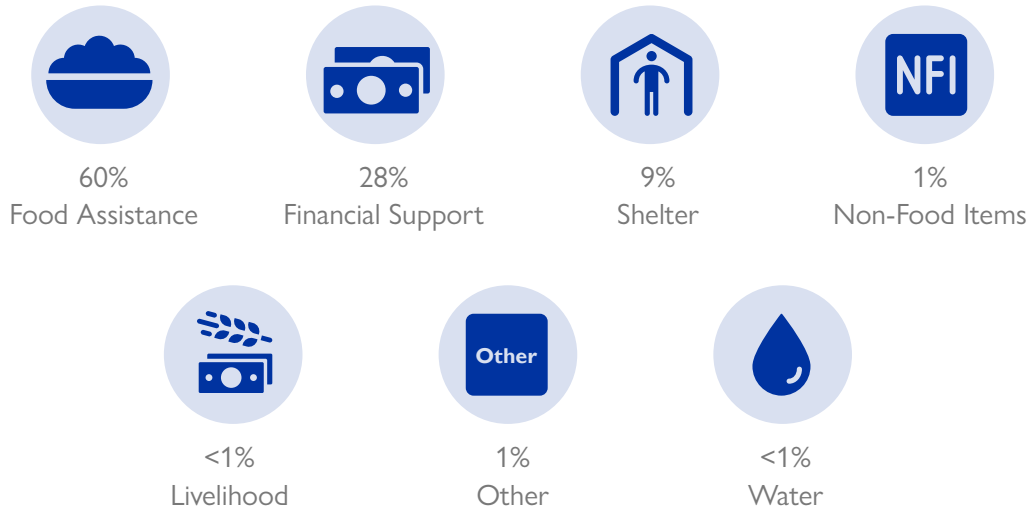 NFI
60%
Food Assistance
28%
Financial Support
9%
Shelter
1%
Non-Food Items
Other
<1%
Livelihood
1%
Other
<1%
Water